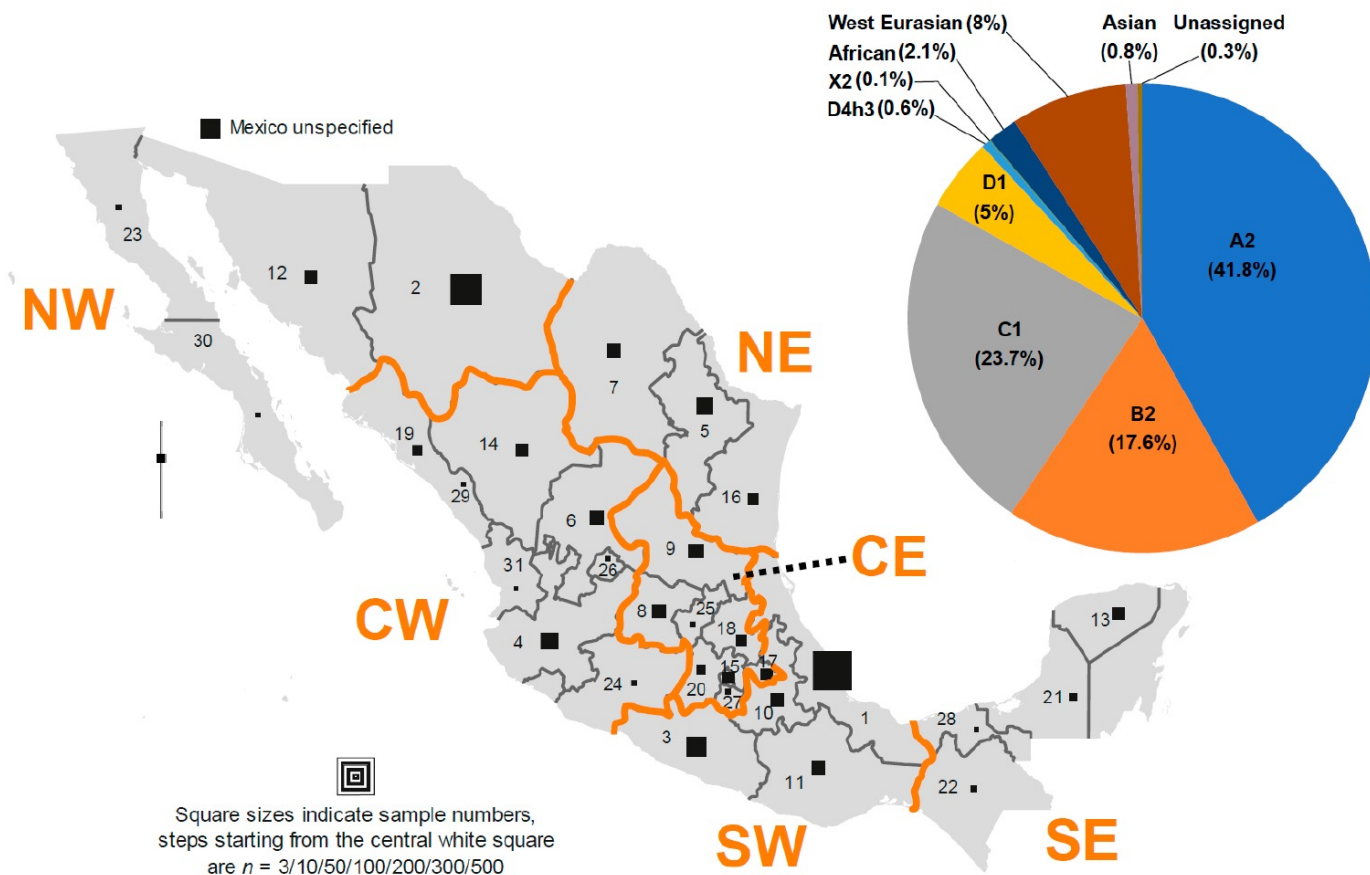 West Eurasian (8%)
African (2.1%)
X2 (0.1%)
D4h3 (0.6%)
Asian
(0.8%)
Unassigned
(0.3%)
D1
(5%)
A2
(41.8%)
C1
(23.7%)
B2
(17.6%)
Mexico unspecified
23
12
2
NW
30
NE
7
5
19
14
16
29
6
9
CE
31
26
CW
8
25
18
13
4
15
17
24
20
27
10
21
1
28
3
11
22
SW
SE
Square sizes indicate sample numbers,
steps starting from the central white square
are n = 3/10/50/100/200/300/500